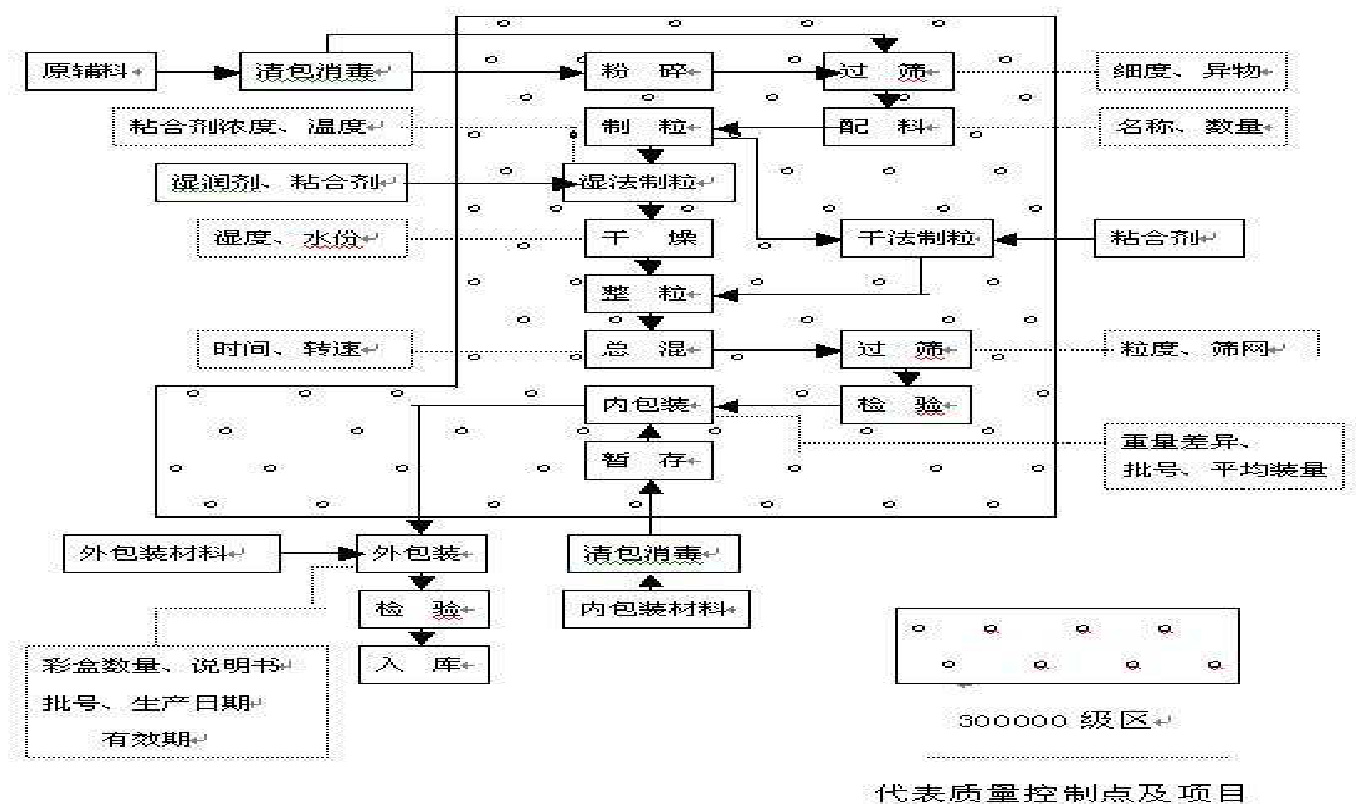 原辅料
清包消毒
粉 碎
过 筛
细度、异物
粘合剂浓度、温度
制 粒
配 料
名称、数量
湿润剂、粘合剂
湿法制粒
湿度、水份
干 燥
干法制粒
粘合剂
整 粒
时间、转速
总 混
过 筛
粒度、筛网
内包装
检 验
重量差异、
批号、平均装量
暂 存
外包装材料
外包装
清包消毒
检 验
内包装材料
入 库
彩盒数量、说明书
批号、生产日期
有效期
300000 级区
代表质量控制点及项目